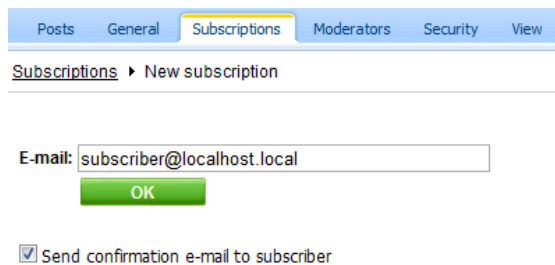 Posts General Subscriptions Moderators Security View
Subscriptions ▸ New subscription
E-mail: subscriber@localhost.local
OK
Send confirmation e-mail to subscriber